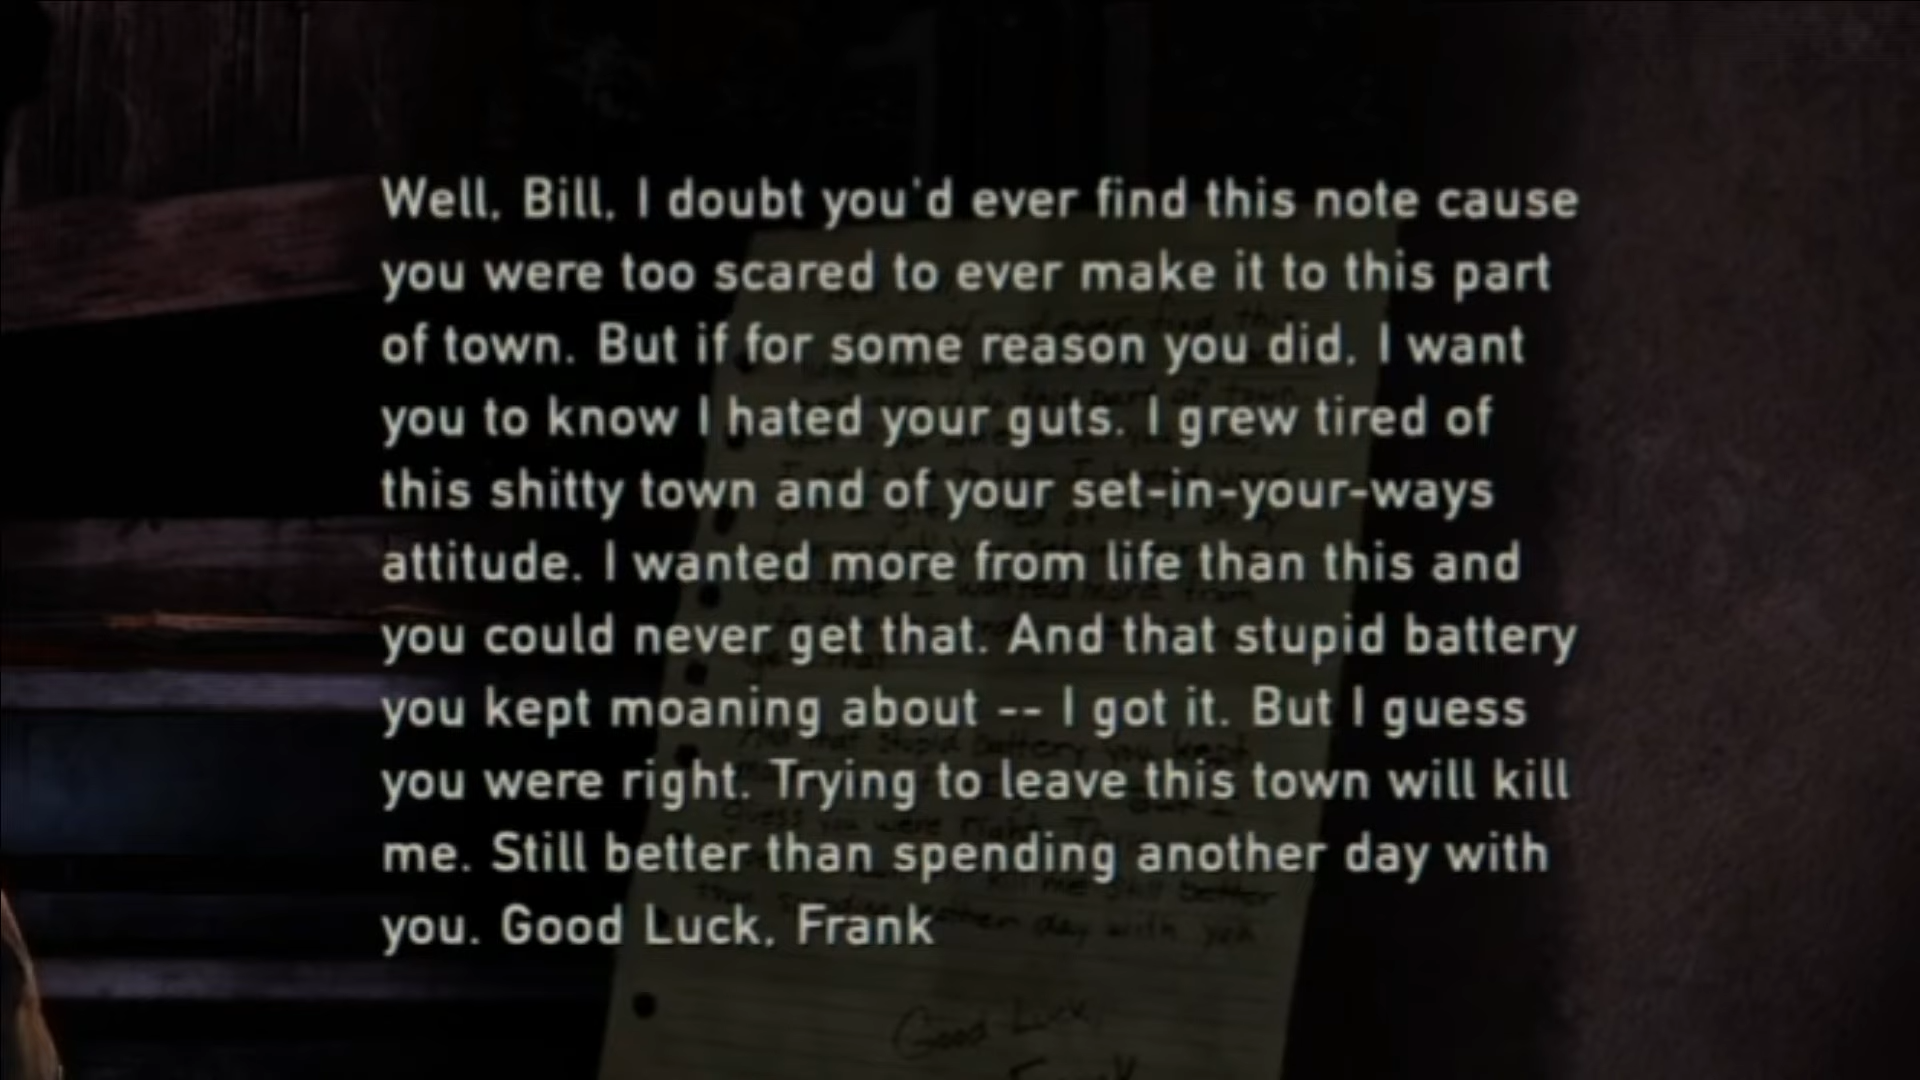 Well, Bill, I doubt you'd ever find this note cause
you were too scared to ever make it to this part
of town. But if for some reason you did, I want
you to know I hated your guts. I grew tired of
this shitty town and of your set-in-your-ways
attitude. I wanted more from life than this and
you could never get that. And that stupid battery
you kept moaning about -- I got it. But I guess
you were right. Trying to leave this town will kill
me. Still better than spending another day with
you. Good Luck, Frank
Good Luck,